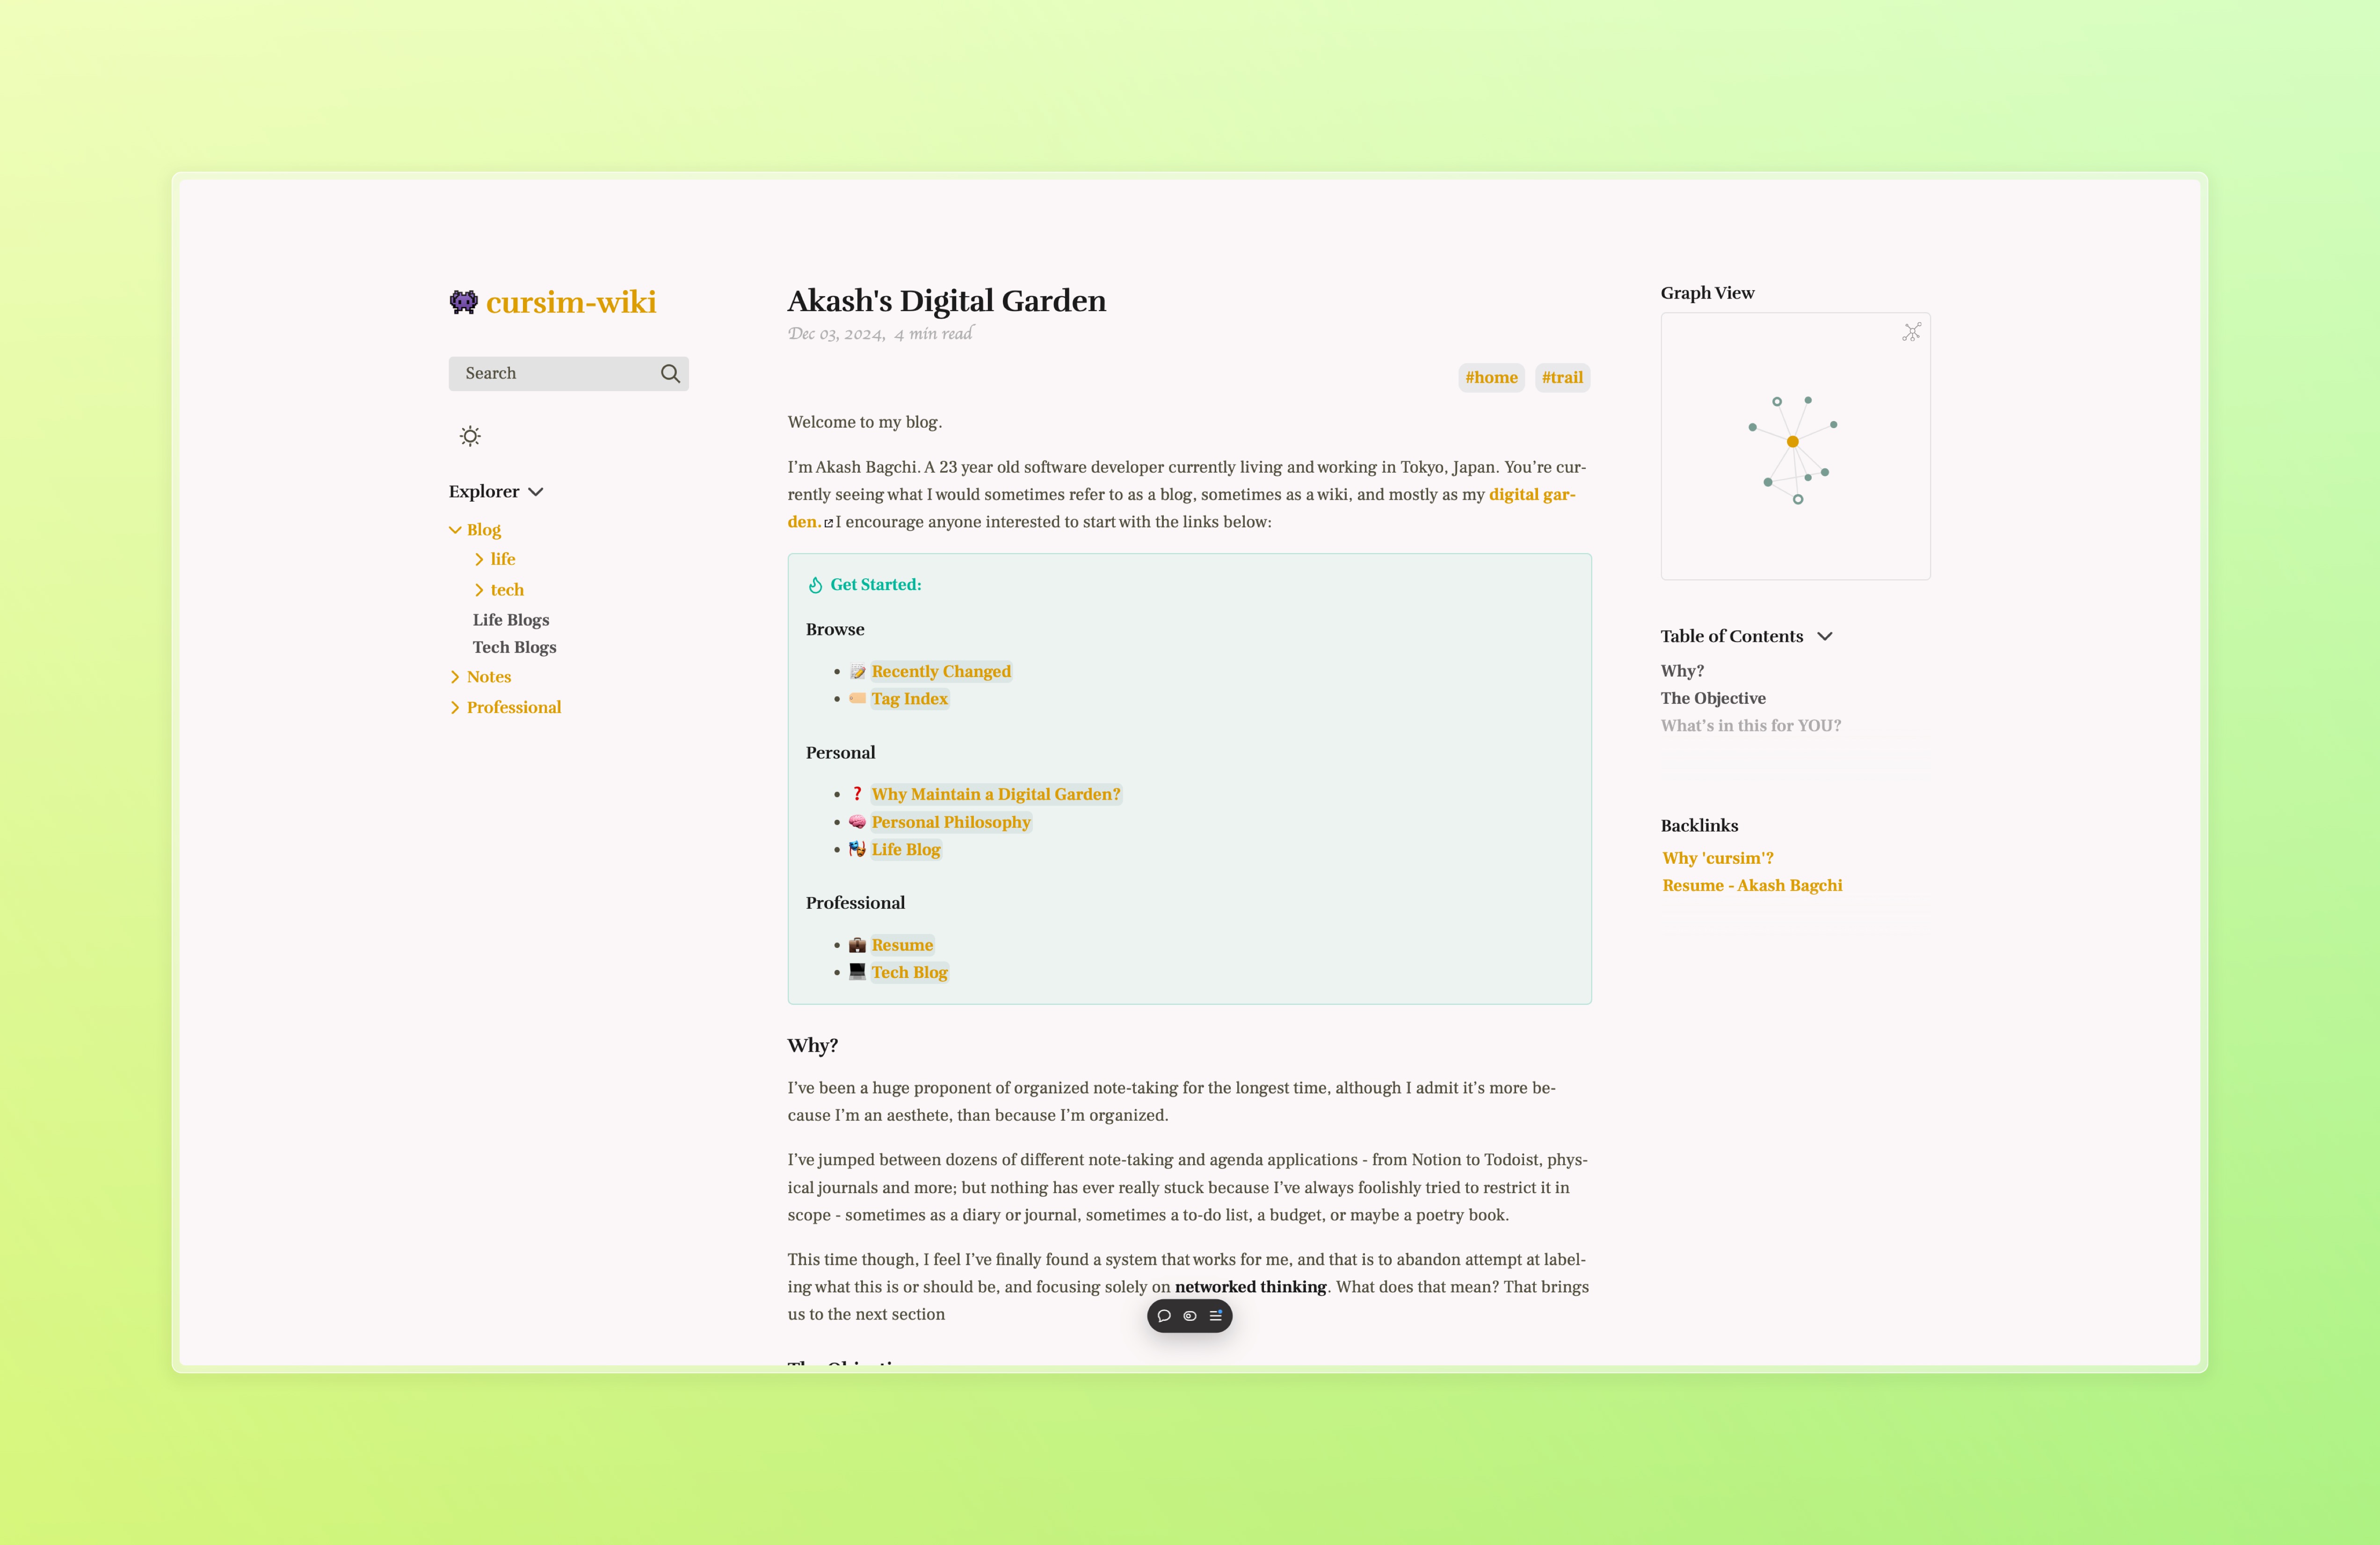 cursim-wiki
Search
Explorer
Blog
life
tech
Life Blogs
Tech Blogs
Notes
Professional
Akash's Digital Garden
Dec 03, 2024, 4 min read
#home #trail
Welcome to my blog.
I’m Akash Bagchi. A 23 year old software developer currently living and working in Tokyo, Japan. You’re cur-
rently seeing what I would sometimes refer to as a blog, sometimes as a wiki, and mostly as my digital gar-
den. I encourage anyone interested to start with the links below:
Get Started:
Browse
Recently Changed
Tag Index
Personal
Why Maintain a Digital Garden?
Personal Philosophy
Life Blog
Professional
Resume
Tech Blog
Why?
I’ve been a huge proponent of organized note-taking for the longest time, although I admit it’s more be-
cause I’m an aesthete, than because I’m organized.
I’ve jumped between dozens of different note-taking and agenda applications - from Notion to Todoist, phys-
ical journals and more; but nothing has ever really stuck because I’ve always foolishly tried to restrict it in
scope - sometimes as a diary or journal, sometimes a to-do list, a budget, or maybe a poetry book.
This time though, I feel I’ve finally found a system that works for me, and that is to abandon attempt at label-
ing what this is or should be, and focusing solely on networked thinking. What does that mean? That brings
us to the next section
Graph View
Table of Contents
Why?
The Objective
What’s in this for YOU?
Backlinks
Why 'cursim'?
Resume - Akash Bagchi